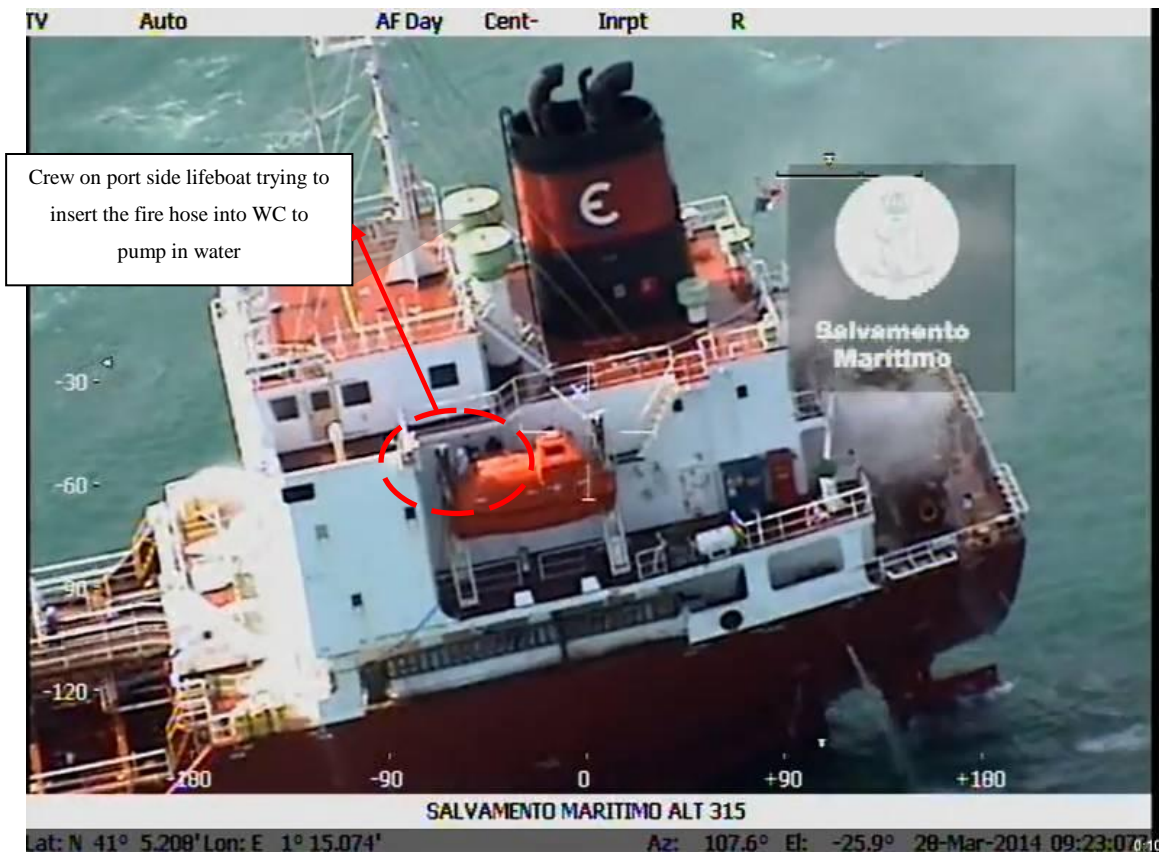 TV Auto AF Day Cent- Inrpt R
Crew on port side lifeboat trying to
insert the fire hose into WC to
pump in water
Є
Salvamento
Marítimo
-30
-60
-90
-120
-180 -90 0 +90 +180
SALVAMENTO MARITIMO ALT 315
Lat: N 41° 5.208' Lon: E 1° 15.074' Az: 107.6° El: -25.9° 28-Mar-2014 09:23:07